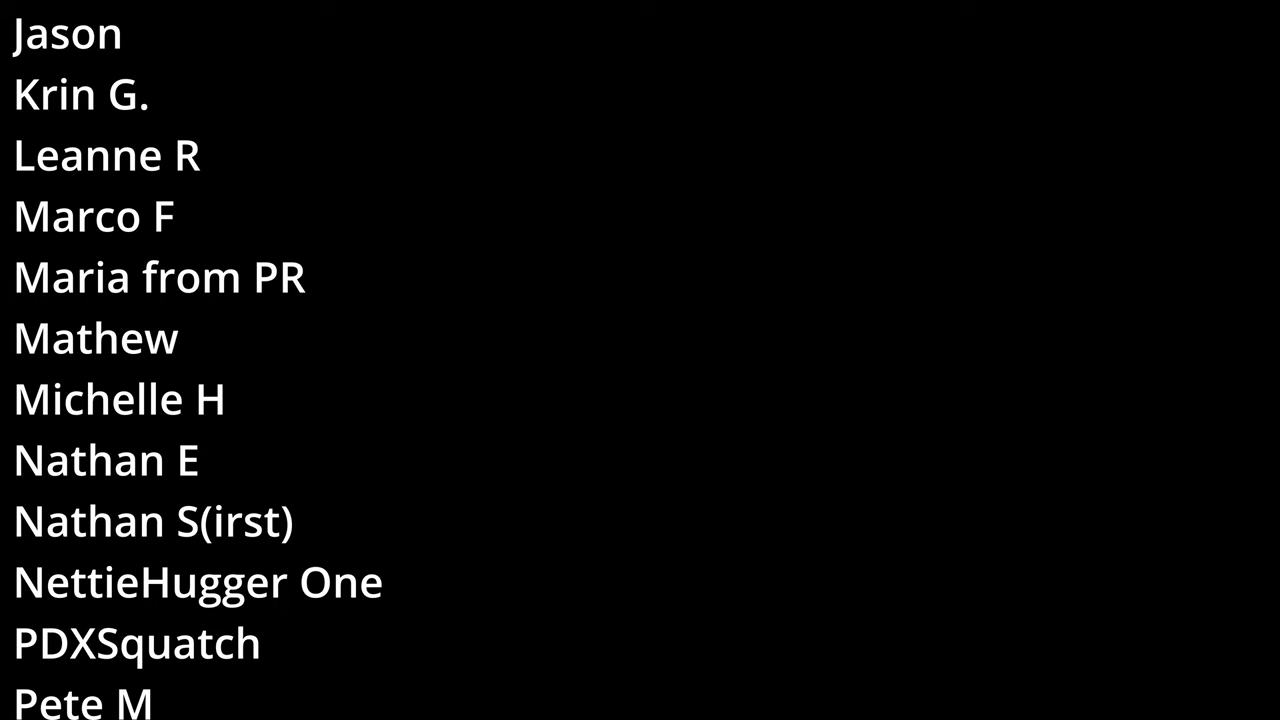 Jason
Krin G.
Leanne R
Marco F
Maria from PR
Mathew
Michelle H
Nathan E
Nathan S(irst)
NettieHugger One
PDXSquatch
Pete M